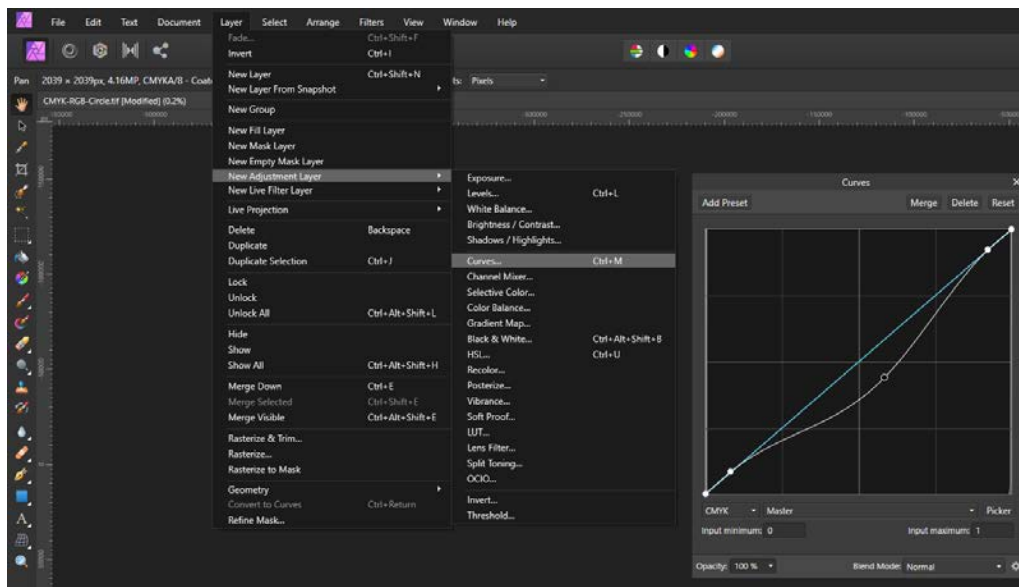 File Edit Text Document Layer Select Arrange Filters View Window Help
Pan 2039 × 2039px, 4.16MP, CMYKA/8 - Coate
ts: Pixels
CMYK-RGB-Circle.tif [Modified] (0.2%)
Fade... Ctrl+Shift+F
Invert Ctrl+I
New Layer Ctrl+Shift+N
New Layer From Snapshot
New Group
New Fill Layer
New Mask Layer
New Empty Mask Layer
New Adjustment Layer
New Live Filter Layer
Live Projection
Delete Backspace
Duplicate
Duplicate Selection Ctrl+J
Lock
Unlock
Unlock All Ctrl+Alt+Shift+L
Hide
Show
Show All Ctrl+Alt+Shift+H
Merge Down Ctrl+E
Merge Selected Ctrl+Shift+E
Merge Visible Ctrl+Alt+Shift+E
Rasterize & Trim...
Rasterize...
Rasterize to Mask
Geometry
Convert to Curves Ctrl+Return
Refine Mask...
Exposure...
Levels... Ctrl+L
White Balance...
Brightness / Contrast...
Shadows / Highlights...
Curves... Ctrl+M
Channel Mixer...
Selective Color...
Color Balance...
Gradient Map...
Black & White... Ctrl+Alt+Shift+B
HSL... Ctrl+U
Recolor...
Posterize...
Vibrance...
Soft Proof...
LUT...
Lens Filter...
Split Toning...
OCIO...
Invert...
Threshold...
Curves
Add Preset Merge Delete Reset
CMYK Master Picker
Input minimum: 0 Input maximum: 1
Opacity: 100 % Blend Mode: Normal